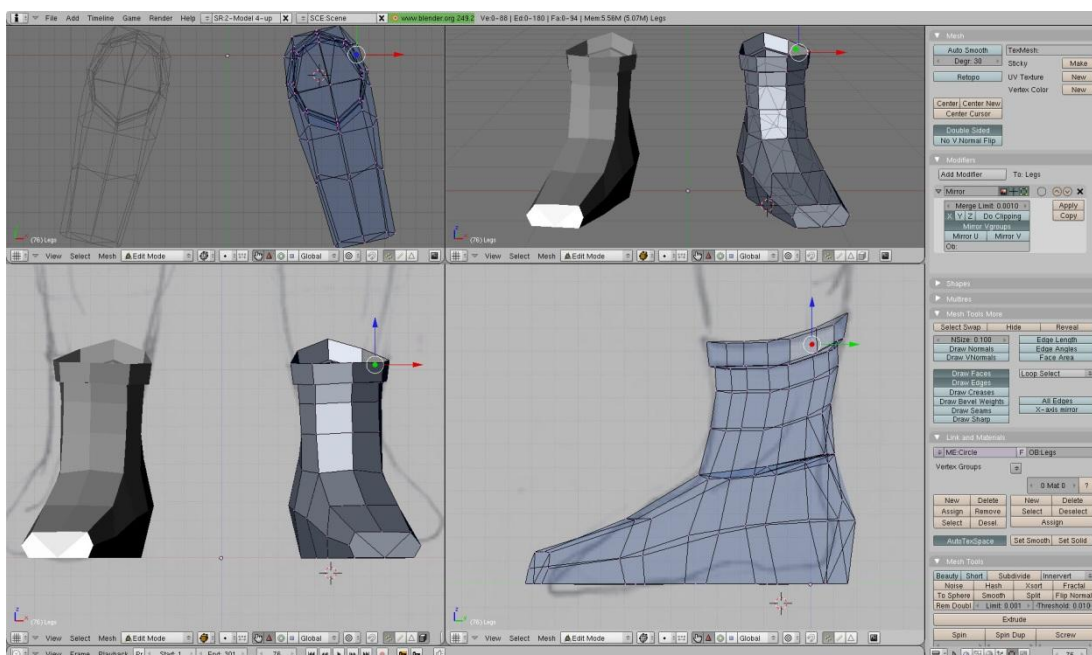 File Add Timeline Game Render Help SR:2-Model 4-up SCE Scene www.blender.org 249.2 Ve:0-88 | Ed:0-180 | Fa:0-94 | Mem:5.56M (5.07M) Legs
(76) Legs
(76) Legs
View Select Mesh Edit Mode Global
View Select Mesh Edit Mode Global
(76) Legs
(76) Legs
View Select Mesh Edit Mode Global
View Select Mesh Edit Mode Global
View Frame Playback Pr Start: 1 End: 301 76
Mesh
Auto Smooth TexMesh:
Degr: 30 Sticky Make
Retopo UV Texture New
Vertex Color New
Center Center New
Center Cursor
Double Sided
No V.Normal Flip
Modifiers
Add Modifier To: Legs
Mirror
Merge Limit: 0.0010 Apply
X Y Z Do Clipping Copy
Mirror Vgroups
Mirror U Mirror V
Ob:
Shapes
Multires
Mesh Tools More
Select Swap Hide Reveal
NSize: 0.100 Edge Length
Draw Normals Edge Angles
Draw VNormals Face Area
Draw Faces Loop Select
Draw Edges
Draw Creases
Draw Bevel Weights All Edges
Draw Seams X-axis mirror
Draw Sharp
Link and Materials
ME:Circle F OB:Legs
Vertex Groups
0 Mat 0 ?
New Delete New Delete
Assign Remove Select Deselect
Select Desel. Assign
AutoTexSpace Set Smooth Set Solid
Mesh Tools
Beauty Short Subdivide Innervert
Noise Hash Xsort Fractal
To Sphere Smooth Split Flip Normal
Rem Doubl Limit: 0.001 Threshold: 0.010
Extrude
Spin Spin Dup Screw
76